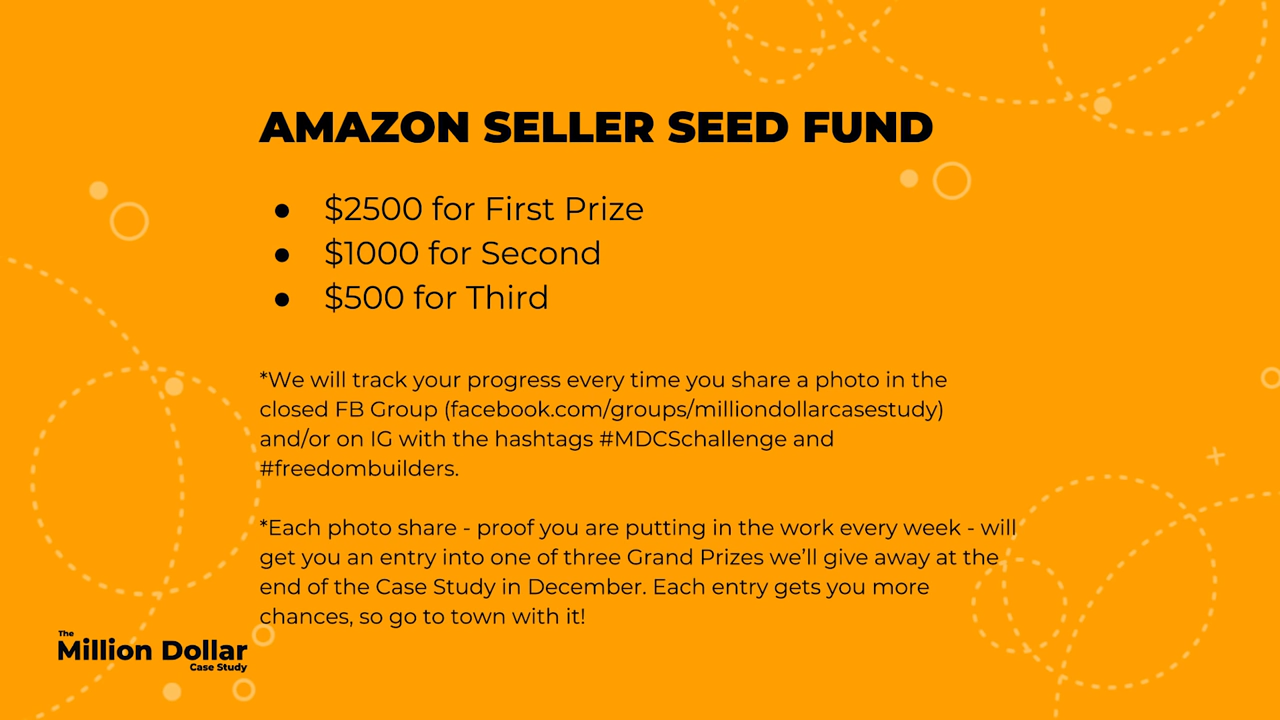 AMAZON SELLER SEED FUND
● $2500 for First Prize
● $1000 for Second
● $500 for Third
*We will track your progress every time you share a photo in the
closed FB Group (facebook.com/groups/milliondollarcasestudy)
and/or on IG with the hashtags #MDCSchallenge and
#freedombuilders.
*Each photo share - proof you are putting in the work every week - will
get you an entry into one of three Grand Prizes we’ll give away at the
end of the Case Study in December. Each entry gets you more
chances, so go to town with it!
The
Million Dollar
Case Study